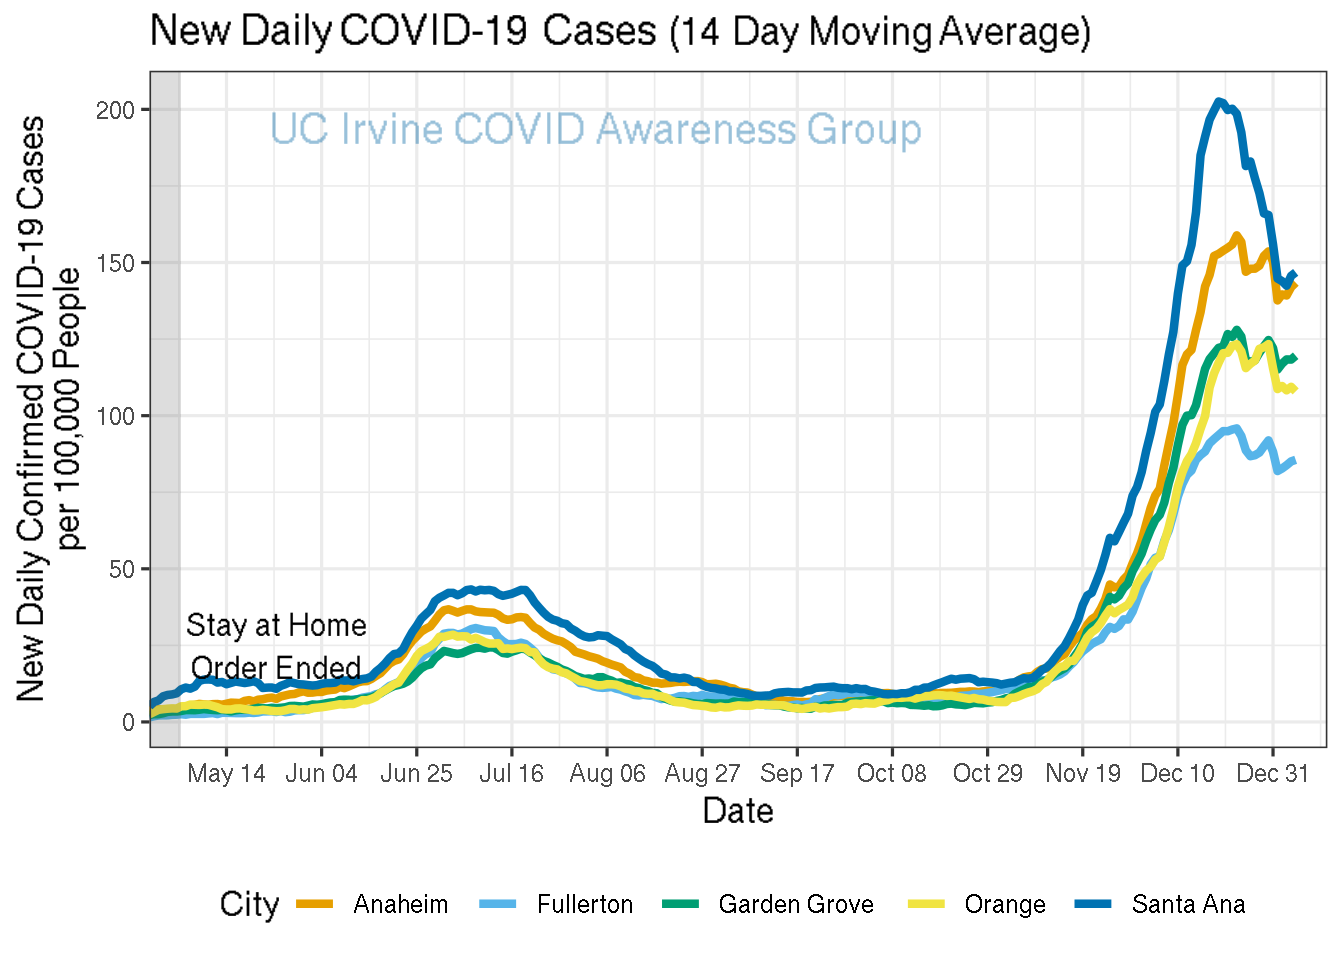 New Daily COVID-19 Cases (14 Day Moving Average)
UC Irvine COVID Awareness Group
New Daily Confirmed COVID-19 Cases
per 100,000 People
200
150
100
50
0
Stay at Home
Order Ended
May 14 Jun 04 Jun 25 Jul 16 Aug 06 Aug 27 Sep 17 Oct 08 Oct 29 Nov 19 Dec 10 Dec 31
Date
City Anaheim Fullerton Garden Grove Orange Santa Ana